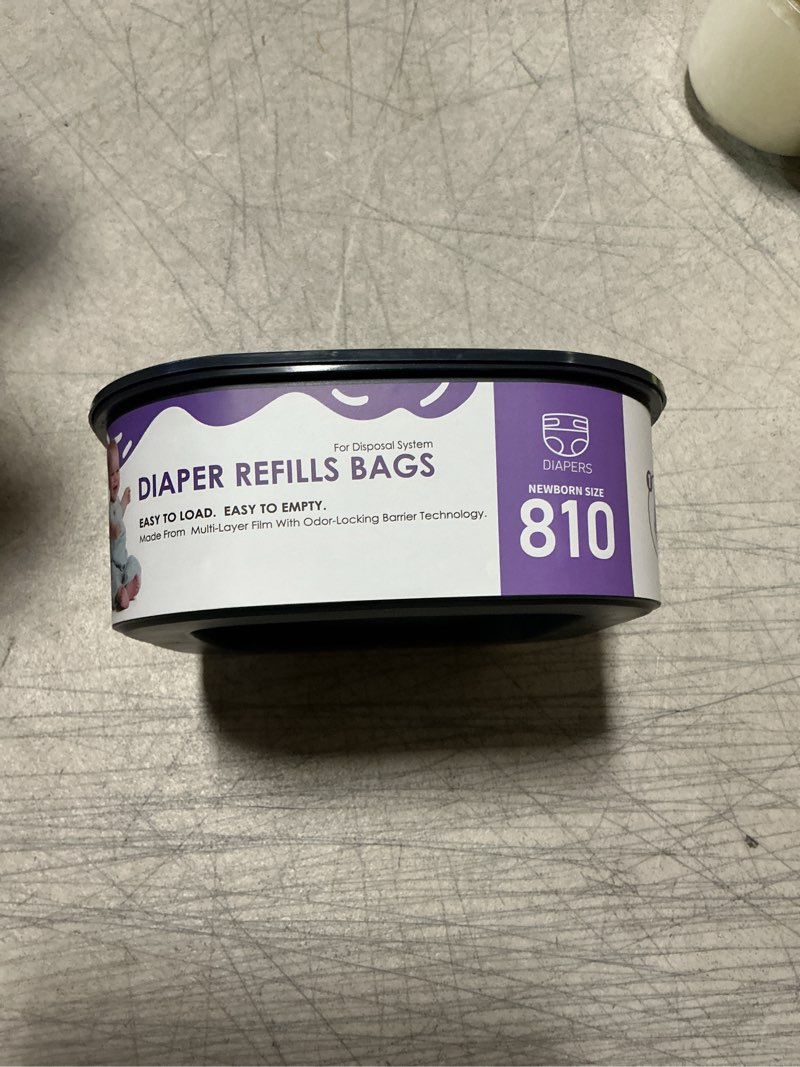 For Disposal System
DIAPER REFILLS BAGS
EASY TO LOAD. EASY TO EMPTY.
Made From Multi-Layer Film With Odor-Locking Barrier Technology.
DIAPERS
NEWBORN SIZE
810